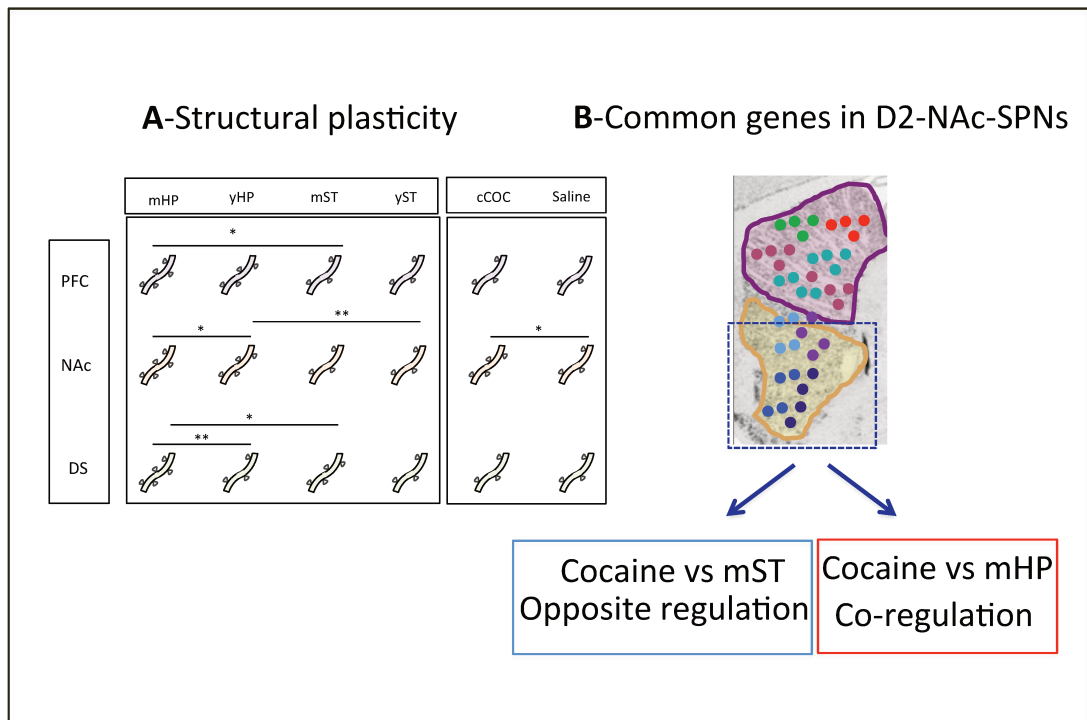 A-Structural plasticity
B-Common genes in D2-NAc-SPNs
mHP yHP mST yST
cCOC Saline
*
PFC
**
* *
NAc
*
**
DS
Cocaine vs mST
Opposite regulation
Cocaine vs mHP
Co-regulation